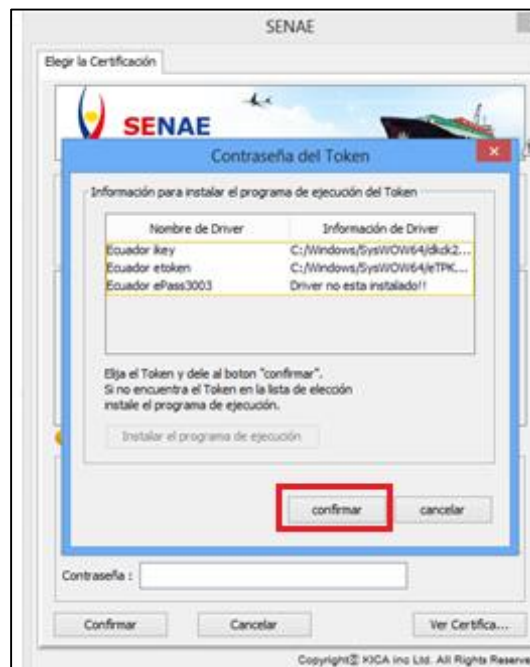 SENAE
Elegir la Certificación
SENAE
Contraseña del Token
Información para instalar el programa de ejecución del Token
Nombre de Driver Información de Driver
Ecuador ikey C:/Windows/SysWOW64/dkck2...
Ecuador etoken C:/Windows/SysWOW64/eTPK...
Ecuador ePass3003 Driver no esta instalado!!
Elija el Token y dele al boton "confirmar".
Si no encuentra el Token en la lista de elección
instale el programa de ejecución.
Instalar el programa de ejecución
confirmar cancelar
Contraseña :
Confirmar Cancelar Ver Certifica...
Copyright© KICA inc Ltd. All Rights Reserve